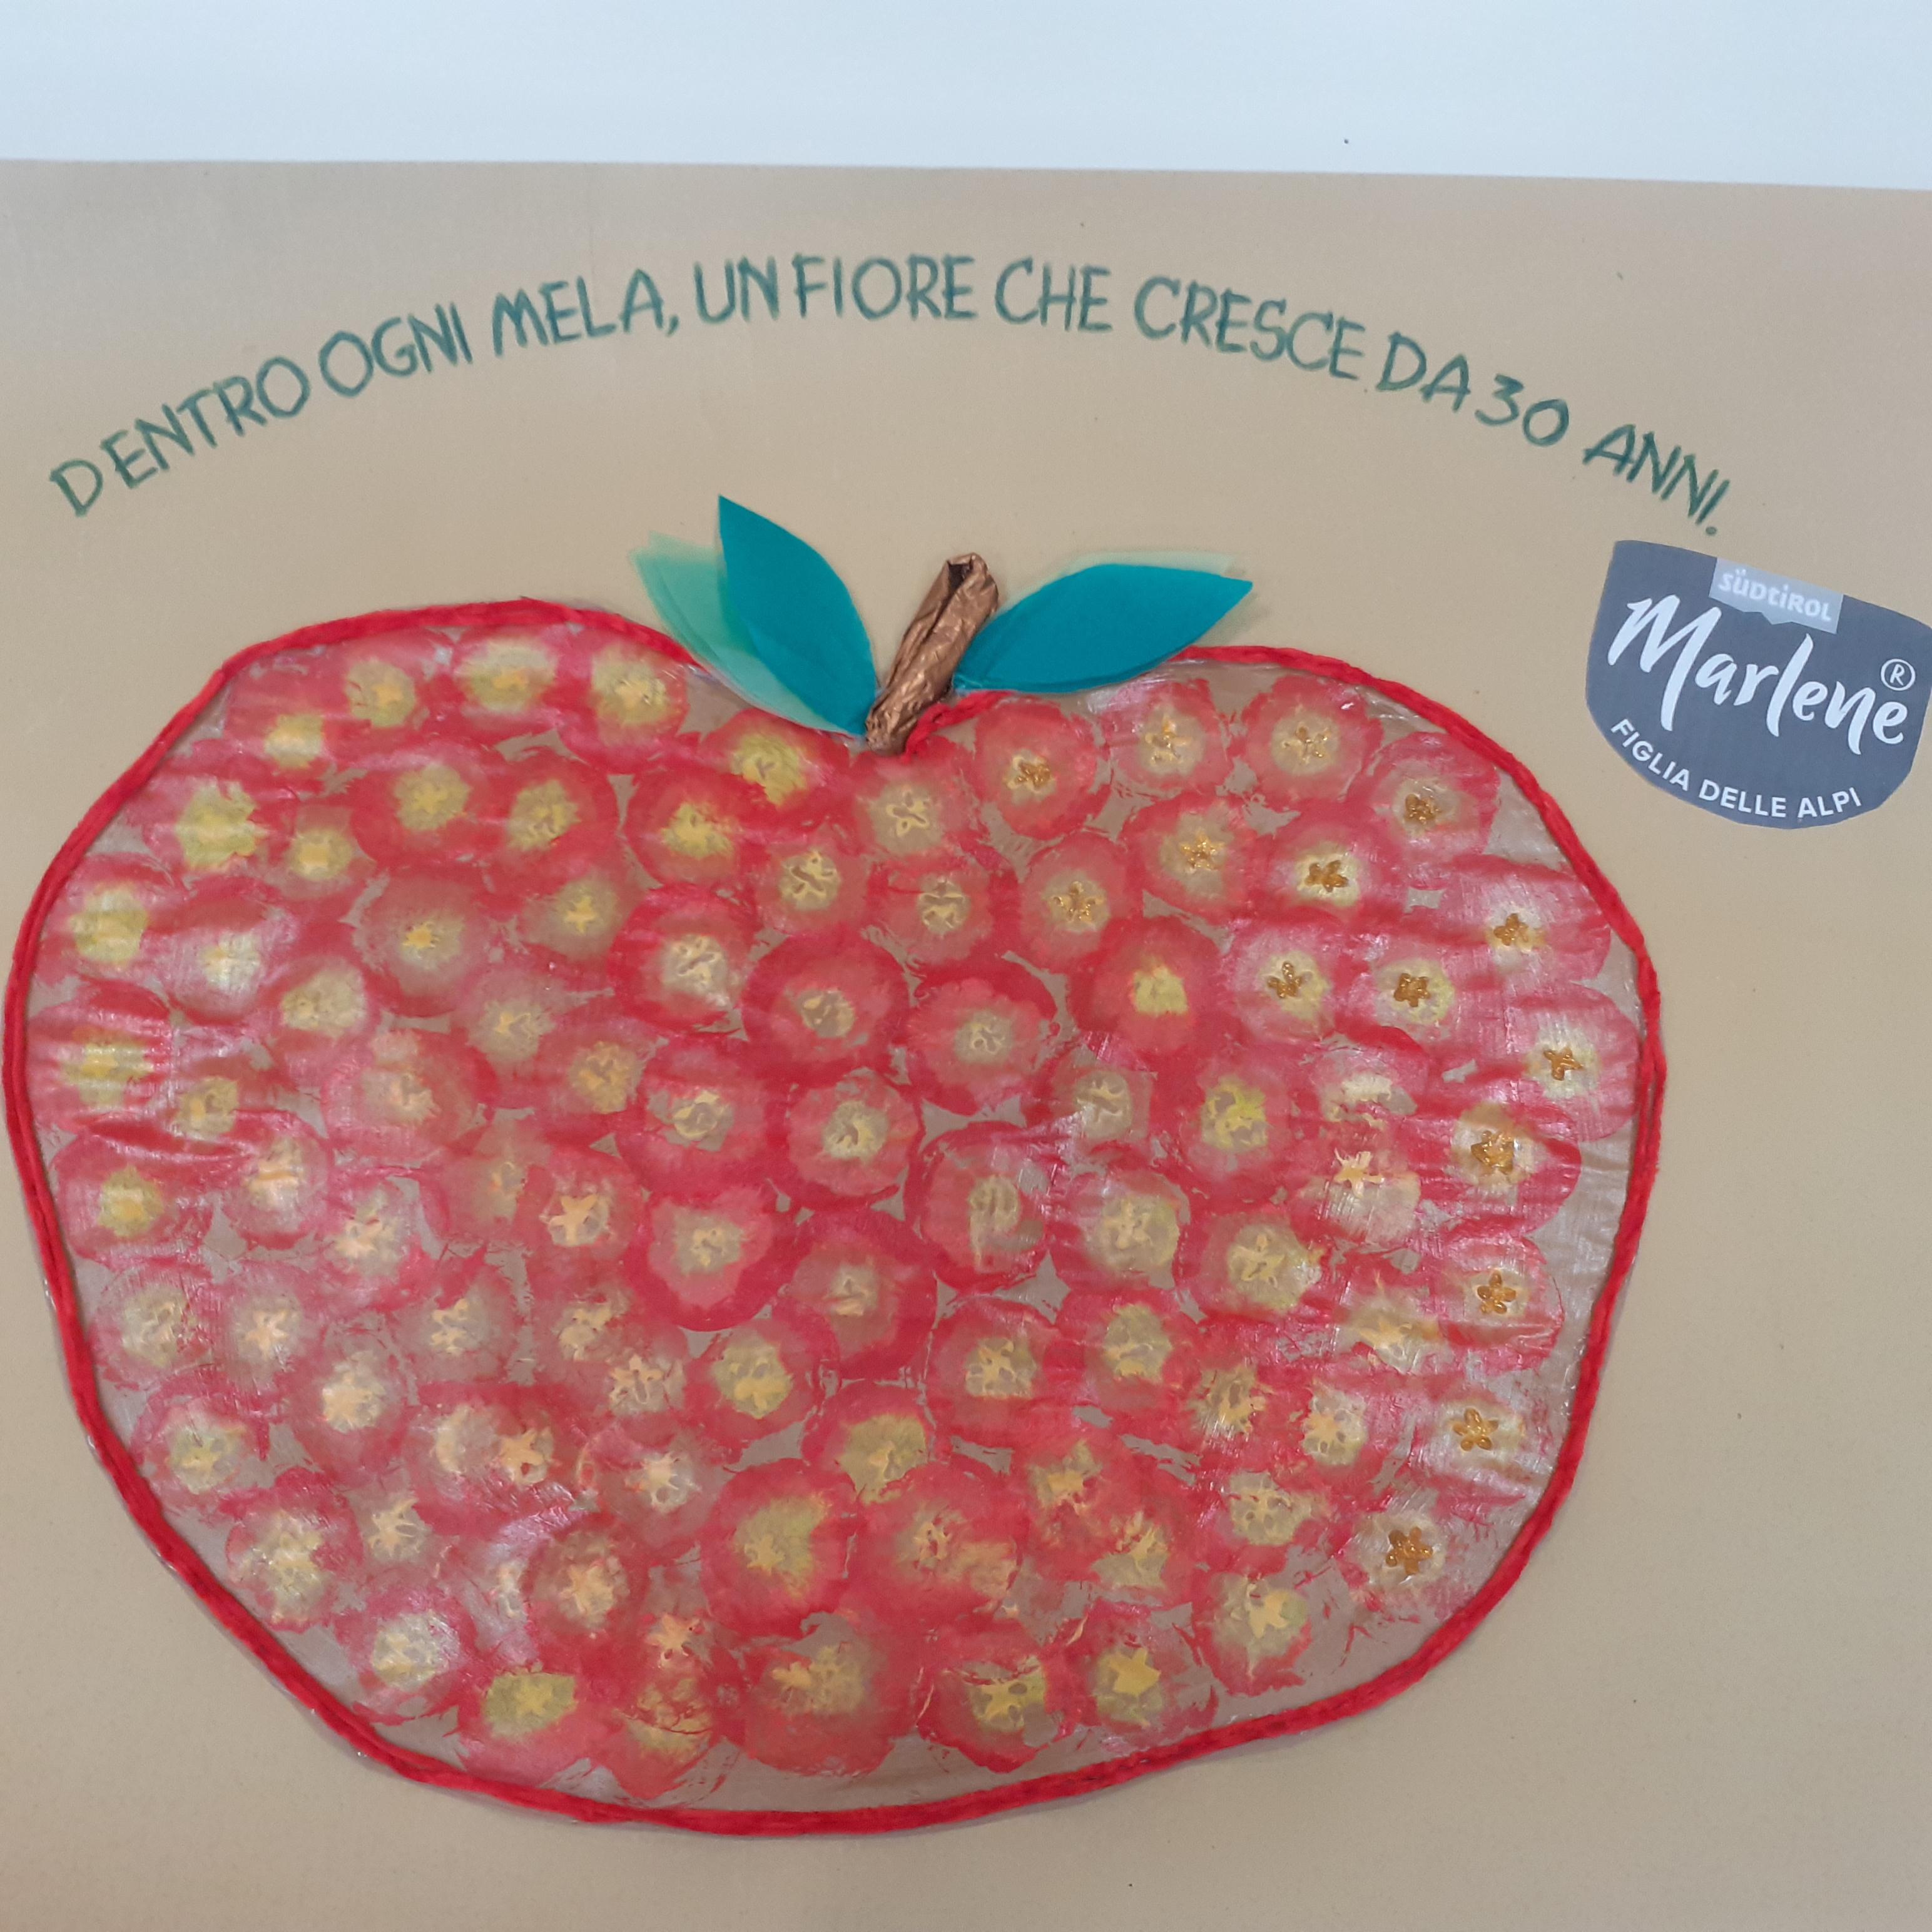 DENTRO OGNI MELA, UN FIORE CHE CRESCE DA 30 ANNI.
SÜDTIROL
Marlene®
FIGLIA DELLE ALPI